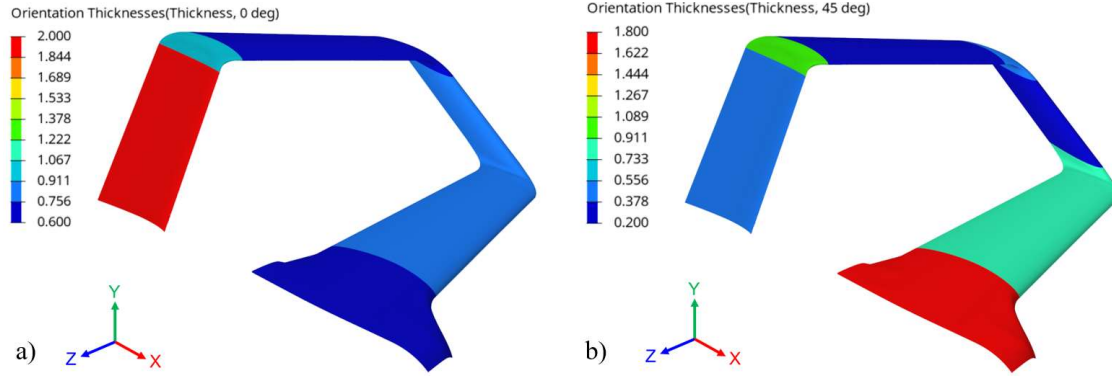 Orientation Thicknesses(Thickness, 0 deg)
2.000
1.844
1.689
1.533
1.378
1.222
1.067
0.911
0.756
0.600
Y
Z
X
a)
Orientation Thicknesses(Thickness, 45 deg)
1.800
1.622
1.444
1.267
1.089
0.911
0.733
0.556
0.378
0.200
Y
Z
X
b)